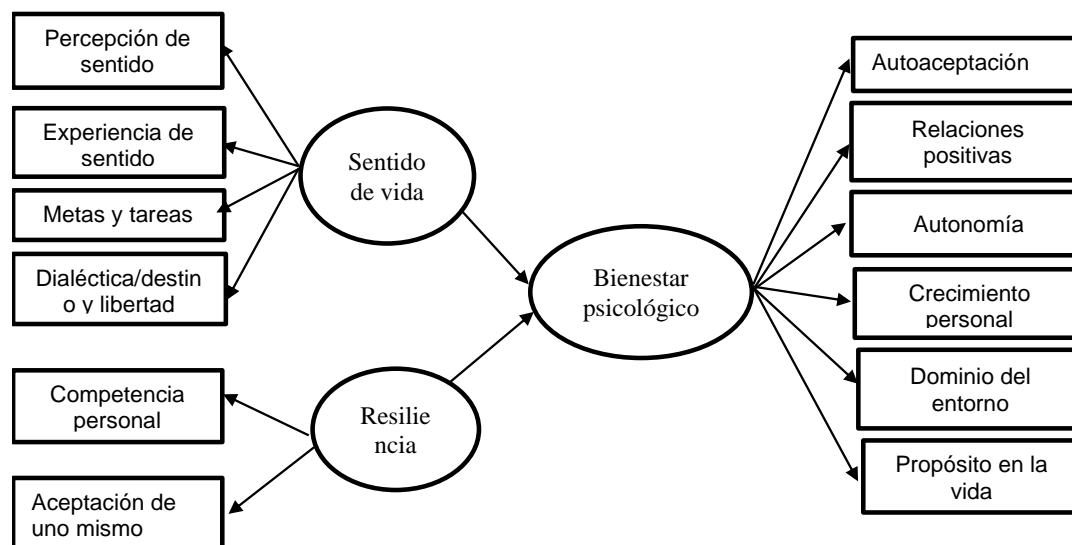 Percepción de
sentido
Experiencia de
sentido
Metas y tareas
Dialéctica/destin
o y libertad
Competencia
personal
Aceptación de
uno mismo
Sentido
de vida
Resilie
ncia
Bienestar
psicológico
Autoaceptación
Relaciones
positivas
Autonomía
Crecimiento
personal
Dominio del
entorno
Propósito en la
vida